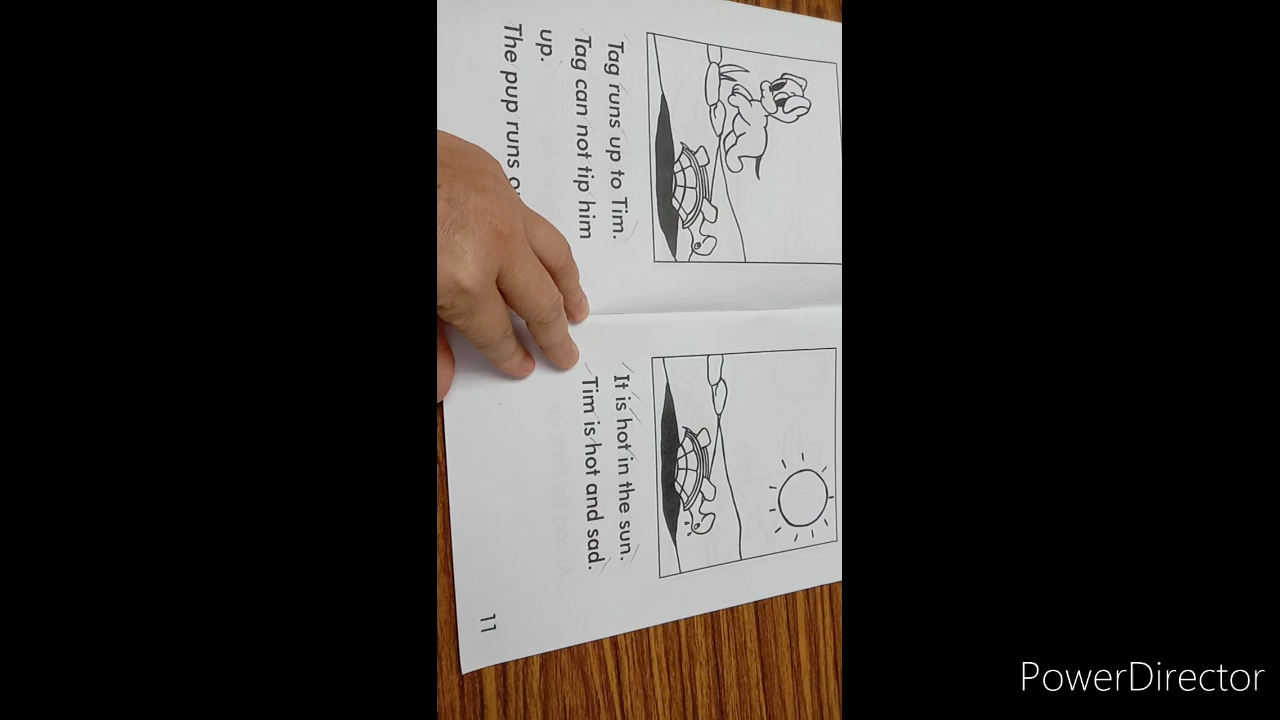 Tag runs up to Tim.
Tag can not tip him
up.
The pup runs
It is hot in the sun.
Tim is hot and sad.
11
PowerDirector